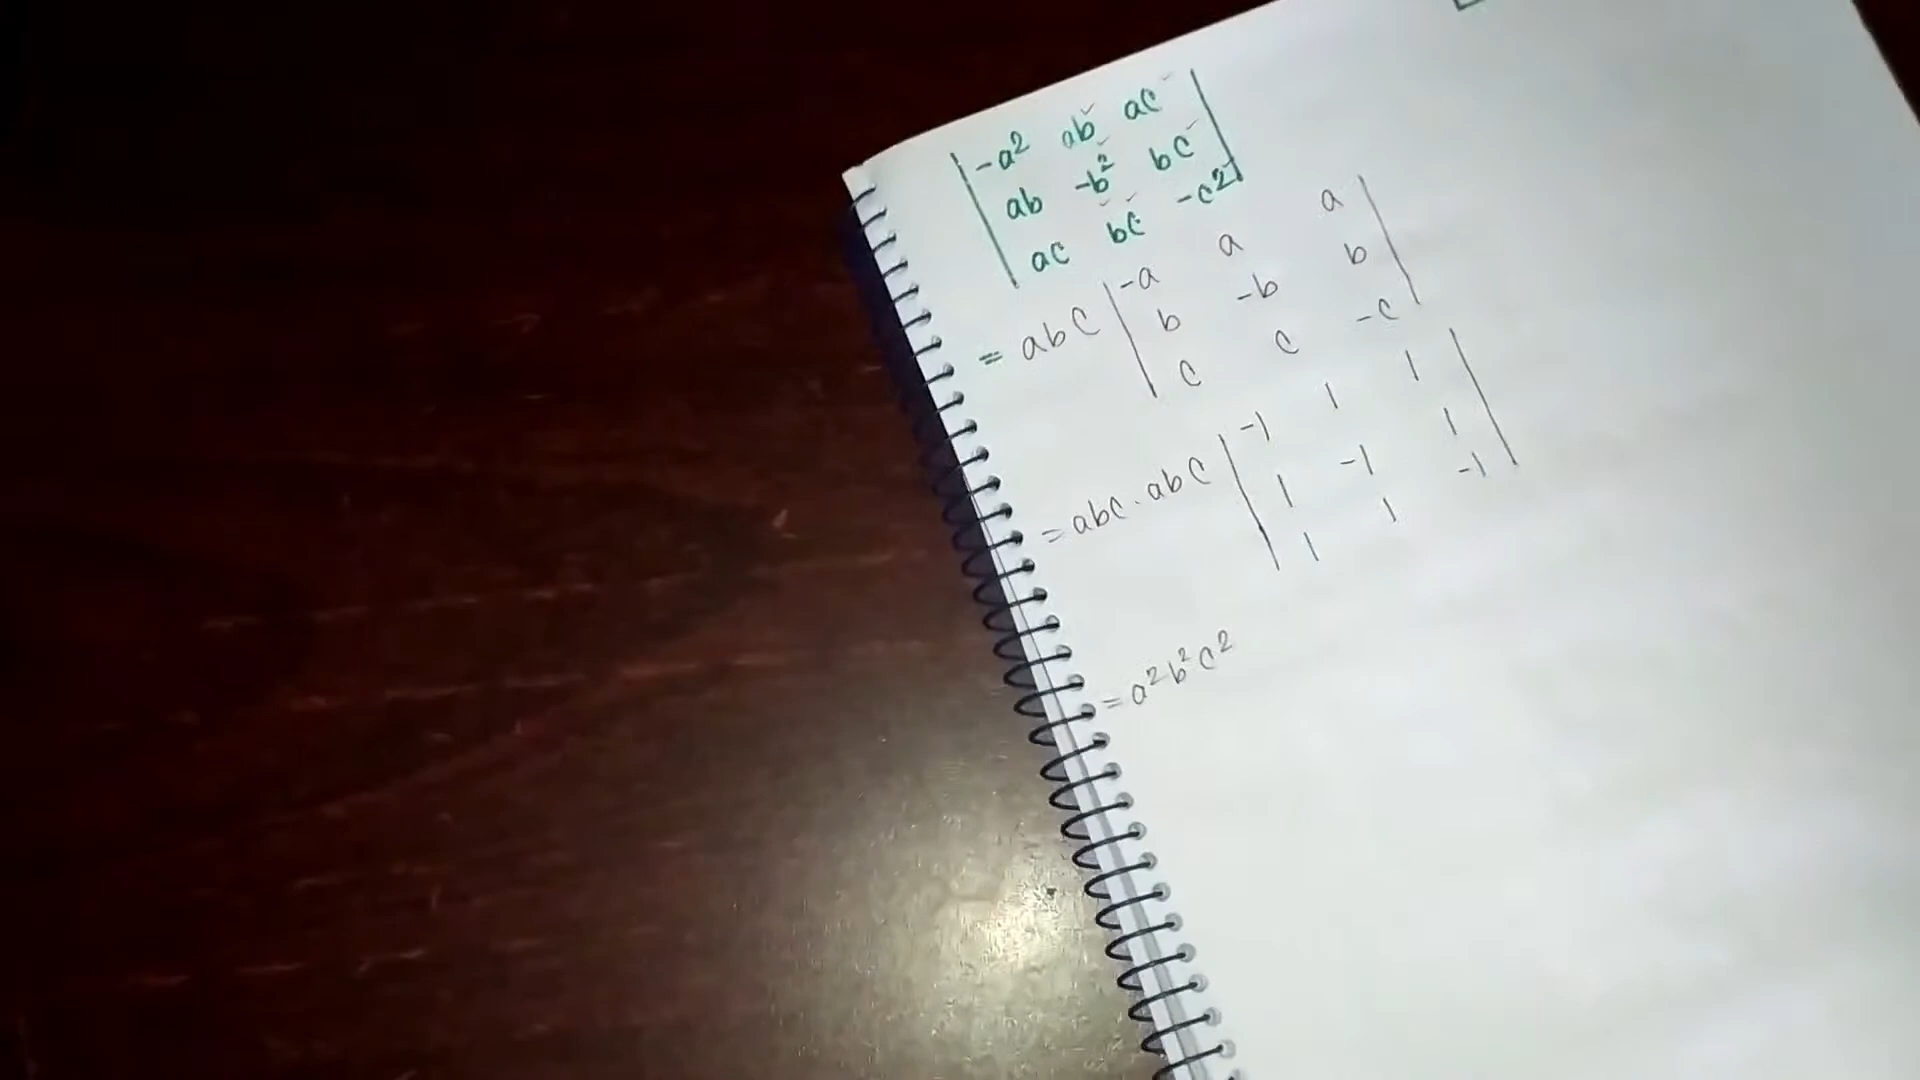 | -a² ab ac |
| ab -b² bc |
| ac bc -c² |
= abc | -a a a |
| b -b b |
| c c -c |
= abc . abc | -1 1 1 |
| 1 -1 1 |
| 1 1 -1 |
= a²b²c²